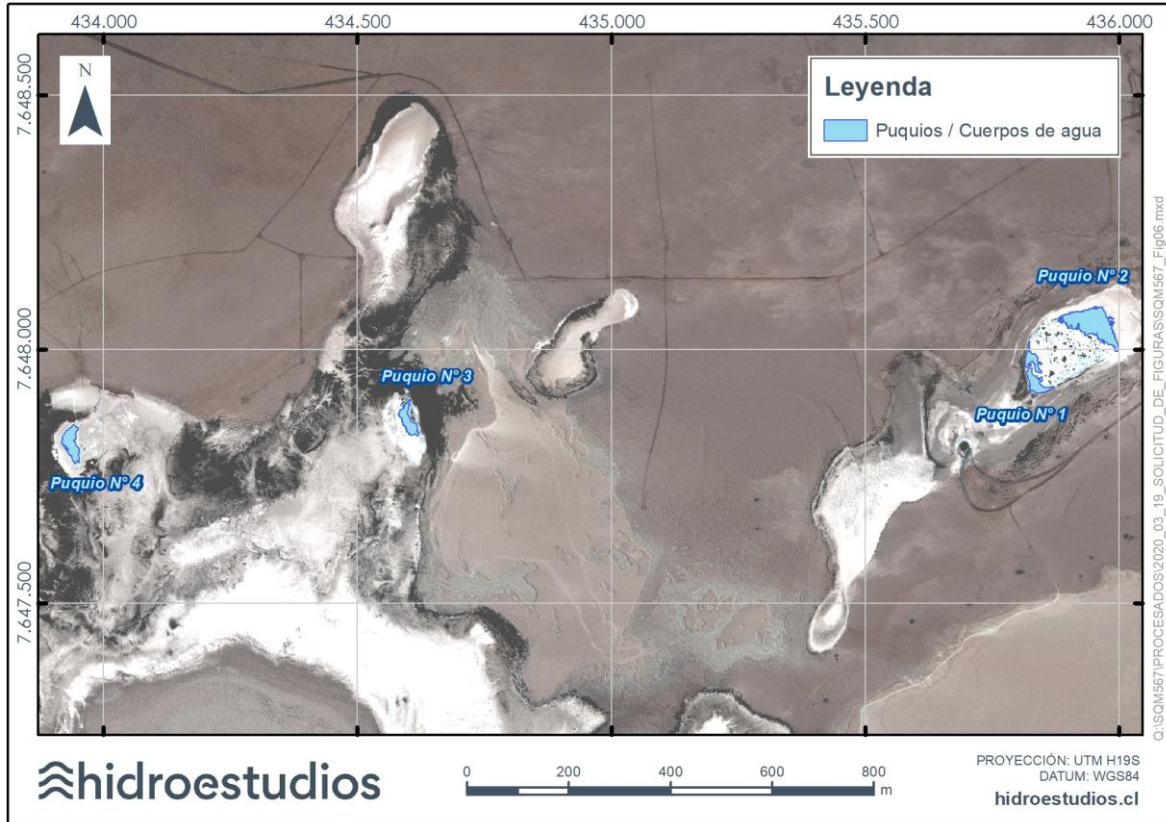 434.000 434.500 435.000 435.500 436.000
N
7.648.500
7.648.000
7.647.500
Leyenda
Puquios / Cuerpos de agua
Puquio N° 2
Puquio N° 3
Puquio N° 1
Puquio N° 4
Q:\SQM567\PROCESADOS\2020_03_19_SOLICITUD_DE_FIGURAS\SQM567_Fig06.mxd
hidroestudios
0 200 400 600 800
m
PROYECCIÓN: UTM H19S
DATUM: WGS84
hidroestudios.cl